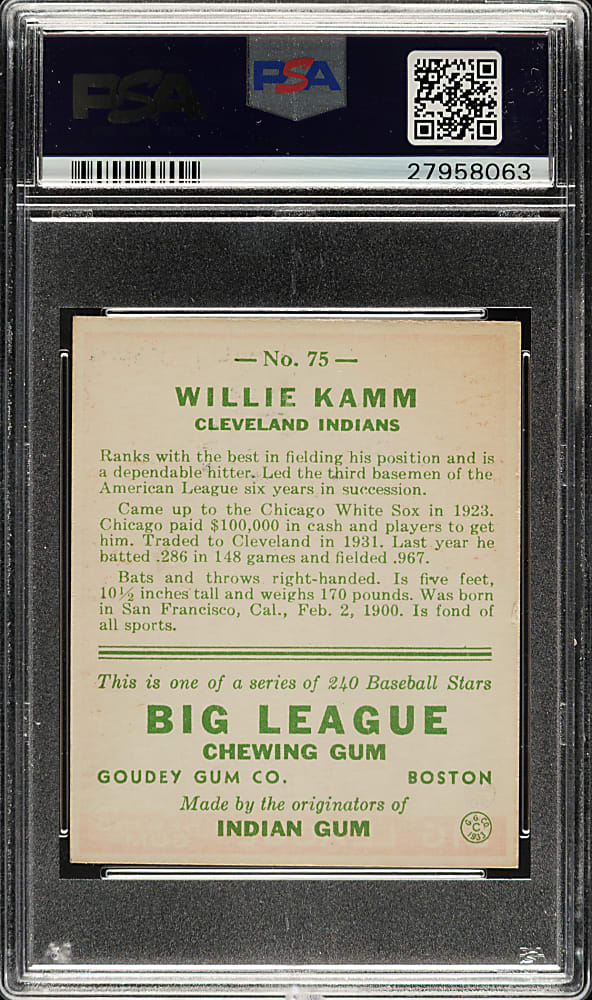 PSA
PSA
27958063
— No. 75 —
WILLIE KAMM
CLEVELAND INDIANS
Ranks with the best in fielding his position and is
a dependable hitter. Led the third basemen of the
American League six years in succession.
Came up to the Chicago White Sox in 1923.
Chicago paid $100,000 in cash and players to get
him. Traded to Cleveland in 1931. Last year he
batted .286 in 148 games and fielded .967.
Bats and throws right-handed. Is five feet,
10½ inches tall and weighs 170 pounds. Was born
in San Francisco, Cal., Feb. 2, 1900. Is fond of
all sports.
This is one of a series of 240 Baseball Stars
BIG LEAGUE
CHEWING GUM
GOUDEY GUM CO. BOSTON
Made by the originators of
INDIAN GUM
G. G. CO.
C
1933